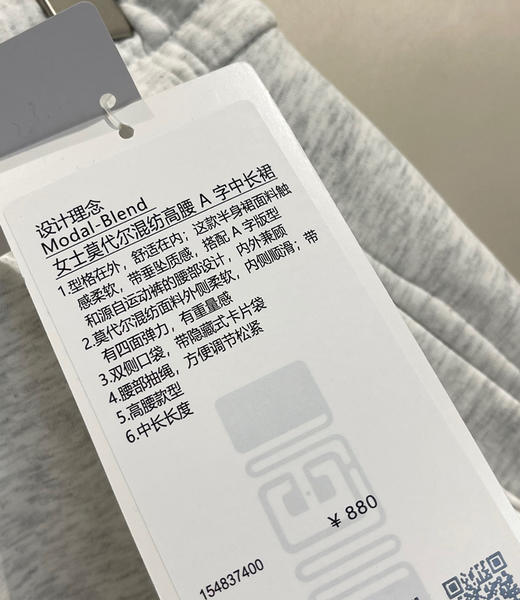 设计理念
Modal-Blend
女士莫代尔混纺高腰 A 字中长裙
1.型格在外，舒适在内；这款半身裙面料触
感柔软，带垂坠质感，搭配 A 字版型
和源自运动裤的腰部设计，内外兼顾
2.莫代尔混纺面料外侧柔软，内侧顺滑；带
有四面弹力，有重量感
3.双侧口袋，带隐藏式卡片袋
4.腰部抽绳，方便调节松紧
5.高腰款型
6.中长长度
¥ 880
154837400